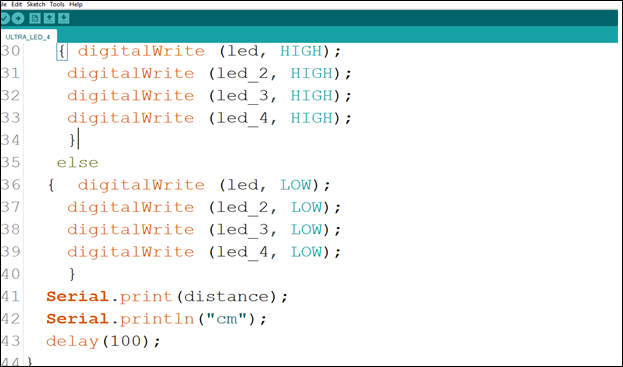 File Edit Sketch Tools Help
ULTRA_LED_4
30 { digitalWrite (led, HIGH);
31 digitalWrite (led_2, HIGH);
32 digitalWrite (led_3, HIGH);
33 digitalWrite (led_4, HIGH);
34 }
35 else
36 { digitalWrite (led, LOW);
37 digitalWrite (led_2, LOW);
38 digitalWrite (led_3, LOW);
39 digitalWrite (led_4, LOW);
40 }
41 Serial.print(distance);
42 Serial.println("cm");
43 delay(100);
44 }